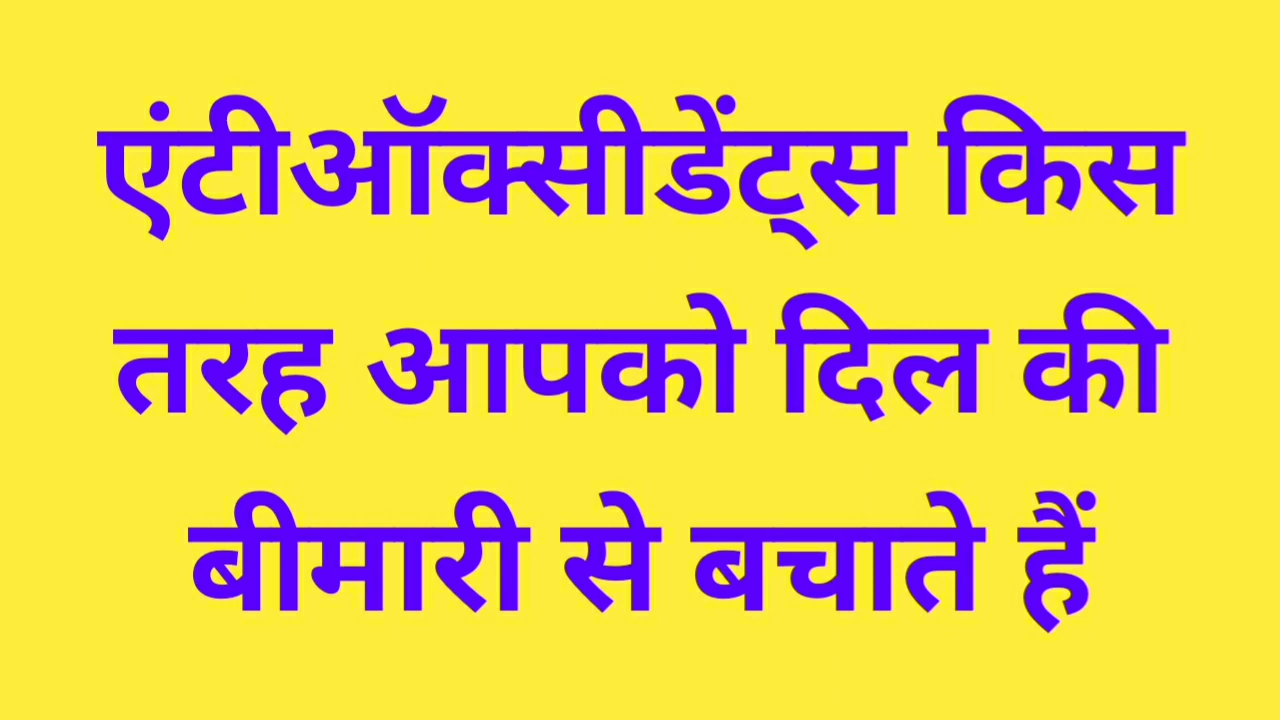 एंटीऑक्सीडेंट्स किस
तरह आपको दिल की
बीमारी से बचाते हैं